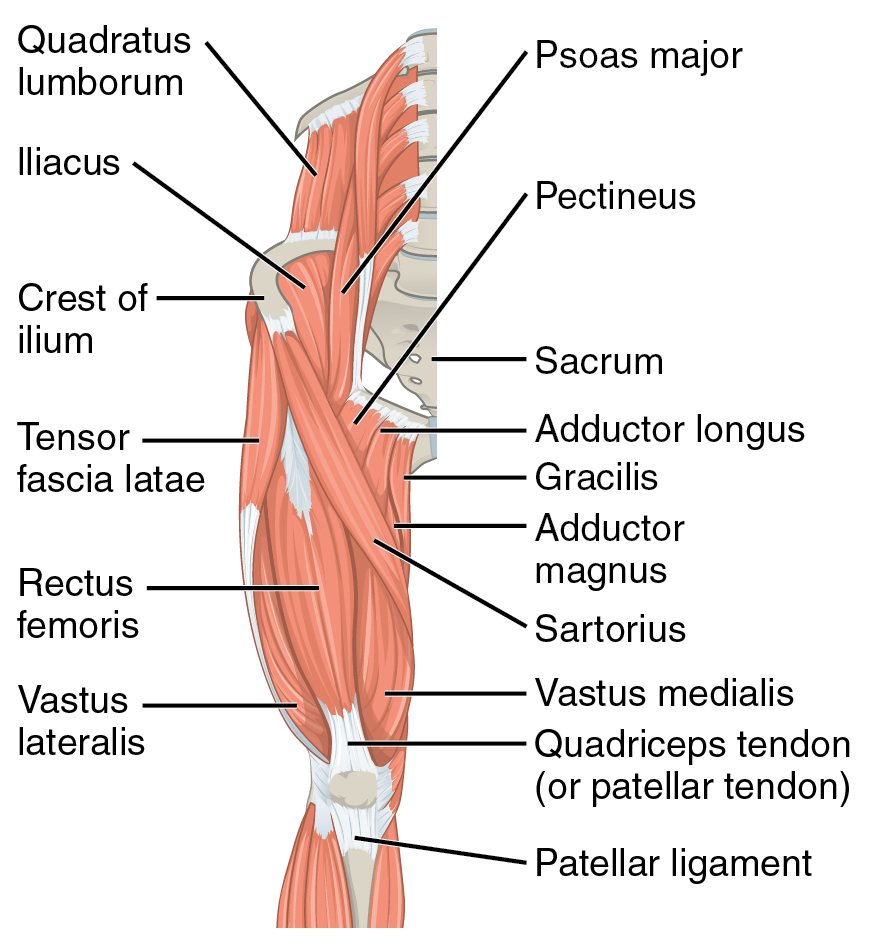 Quadratus
lumborum
Iliacus
Crest of
ilium
Tensor
fascia latae
Rectus
femoris
Vastus
lateralis
Psoas major
Pectineus
Sacrum
Adductor longus
Gracilis
Adductor
magnus
Sartorius
Vastus medialis
Quadriceps tendon
(or patellar tendon)
Patellar ligament